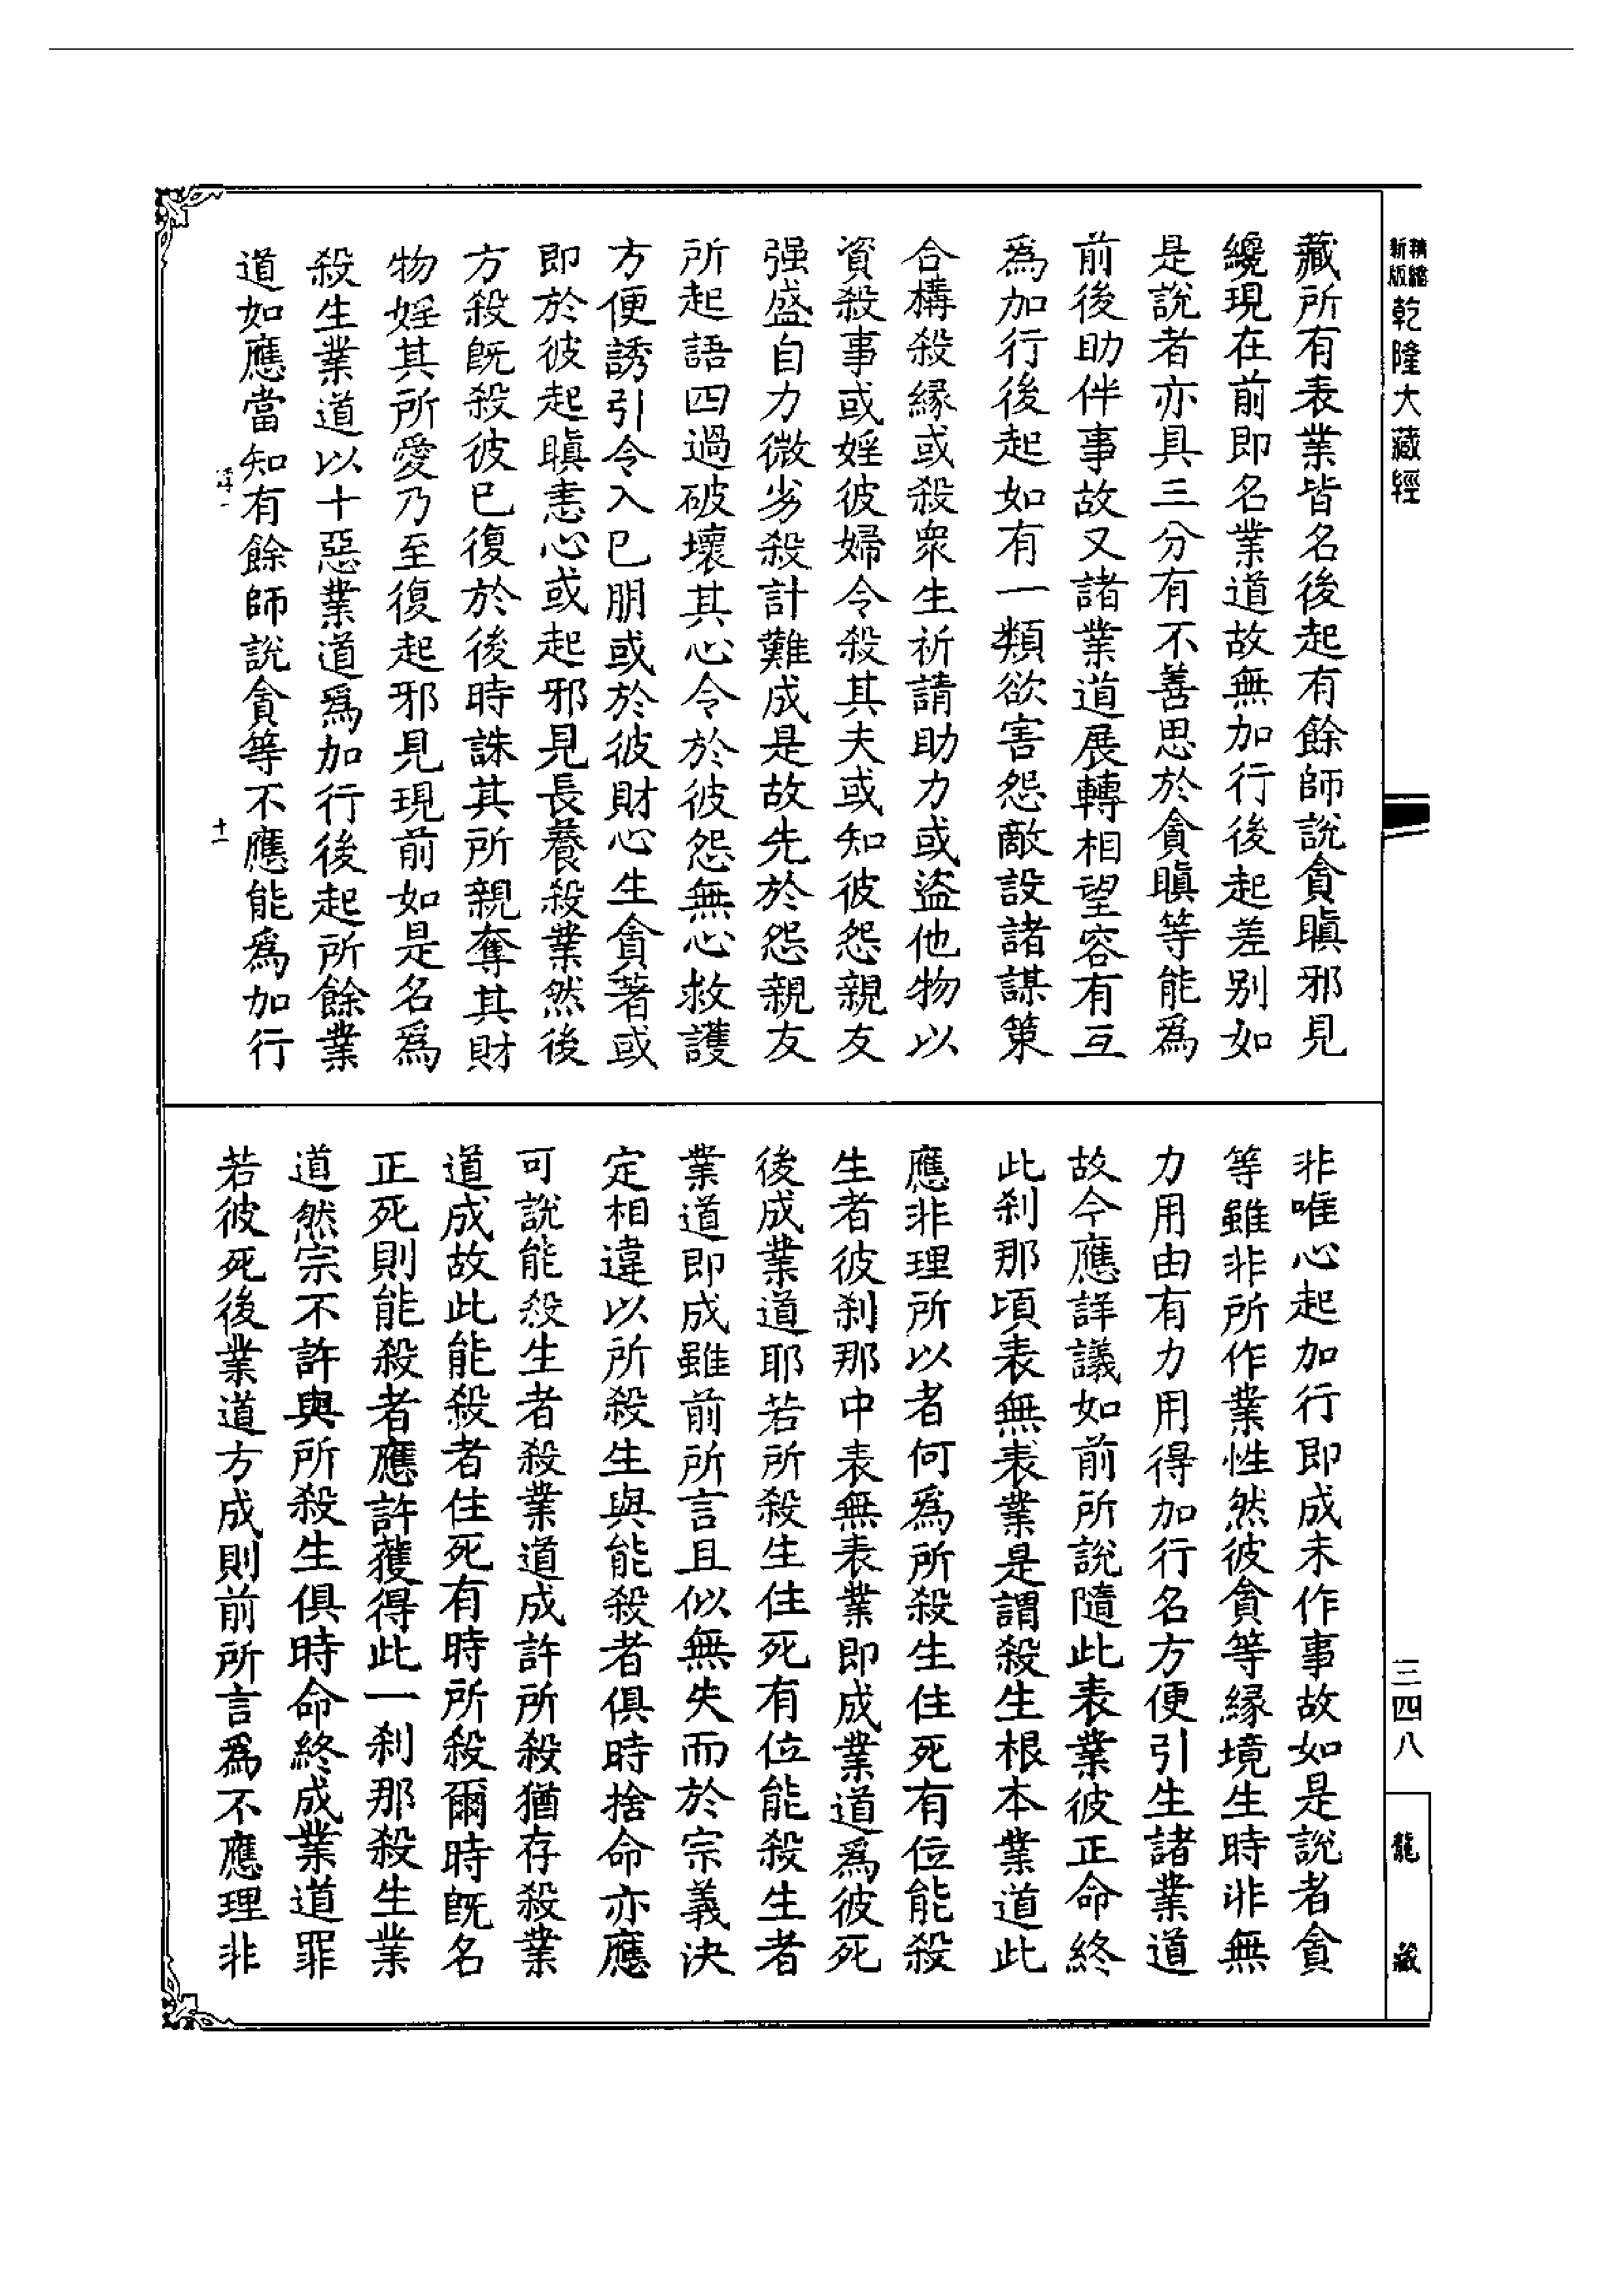 精縮
新版
乾隆大藏經
藏所有表業皆名後起有餘師說貪瞋邪見
纔現在前即名業道故無加行後起差别如
是說者亦具三分有不善思於貪瞋等能爲
前後助伴事故又諸業道展轉相望容有互
爲加行後起如有一類欲害怨敵設諸謀策
合構殺縁或殺衆生祈請助力或盜他物以
資殺事或婬彼婦令殺其夫或知彼怨親友
强盛自力微劣殺計難成是故先於怨親友
所起語四過破壞其心令於彼怨無心救護
方便誘引令入已朋或於彼財心生貪著或
即於彼起瞋恚心或起邪見長養殺業然後
方殺旣殺彼已復於後時誅其所親奪其財
物婬其所愛乃至復起邪見現前如是名爲
殺生業道以十惡業道爲加行後起所餘業
道如應當知有餘師說貪等不應能爲加行
十一
非唯心起加行即成未作事故如是說者貪
等雖非所作業性然彼貪等縁境生時非無
力用由有力用得加行名方便引生諸業道
故今應詳議如前所說隨此表業彼正命終
此刹那頃表無表業是謂殺生根本業道此
應非理所以者何爲所殺生住死有位能殺
生者彼刹那中表無表業即成業道爲彼死
後成業道耶若所殺生住死有位能殺生者
業道即成雖前所言且似無失而於宗義決
定相違以所殺生與能殺者俱時捨命亦應
可說能殺生者殺業道成許所殺猶存殺業
道成故此能殺者住死有時所殺爾時旣名
正死則能殺者應許獲得此一刹那殺生業
道然宗不許與所殺生俱時命終成業道罪
若彼死後業道方成則前所言爲不應理非
三四八
龍藏